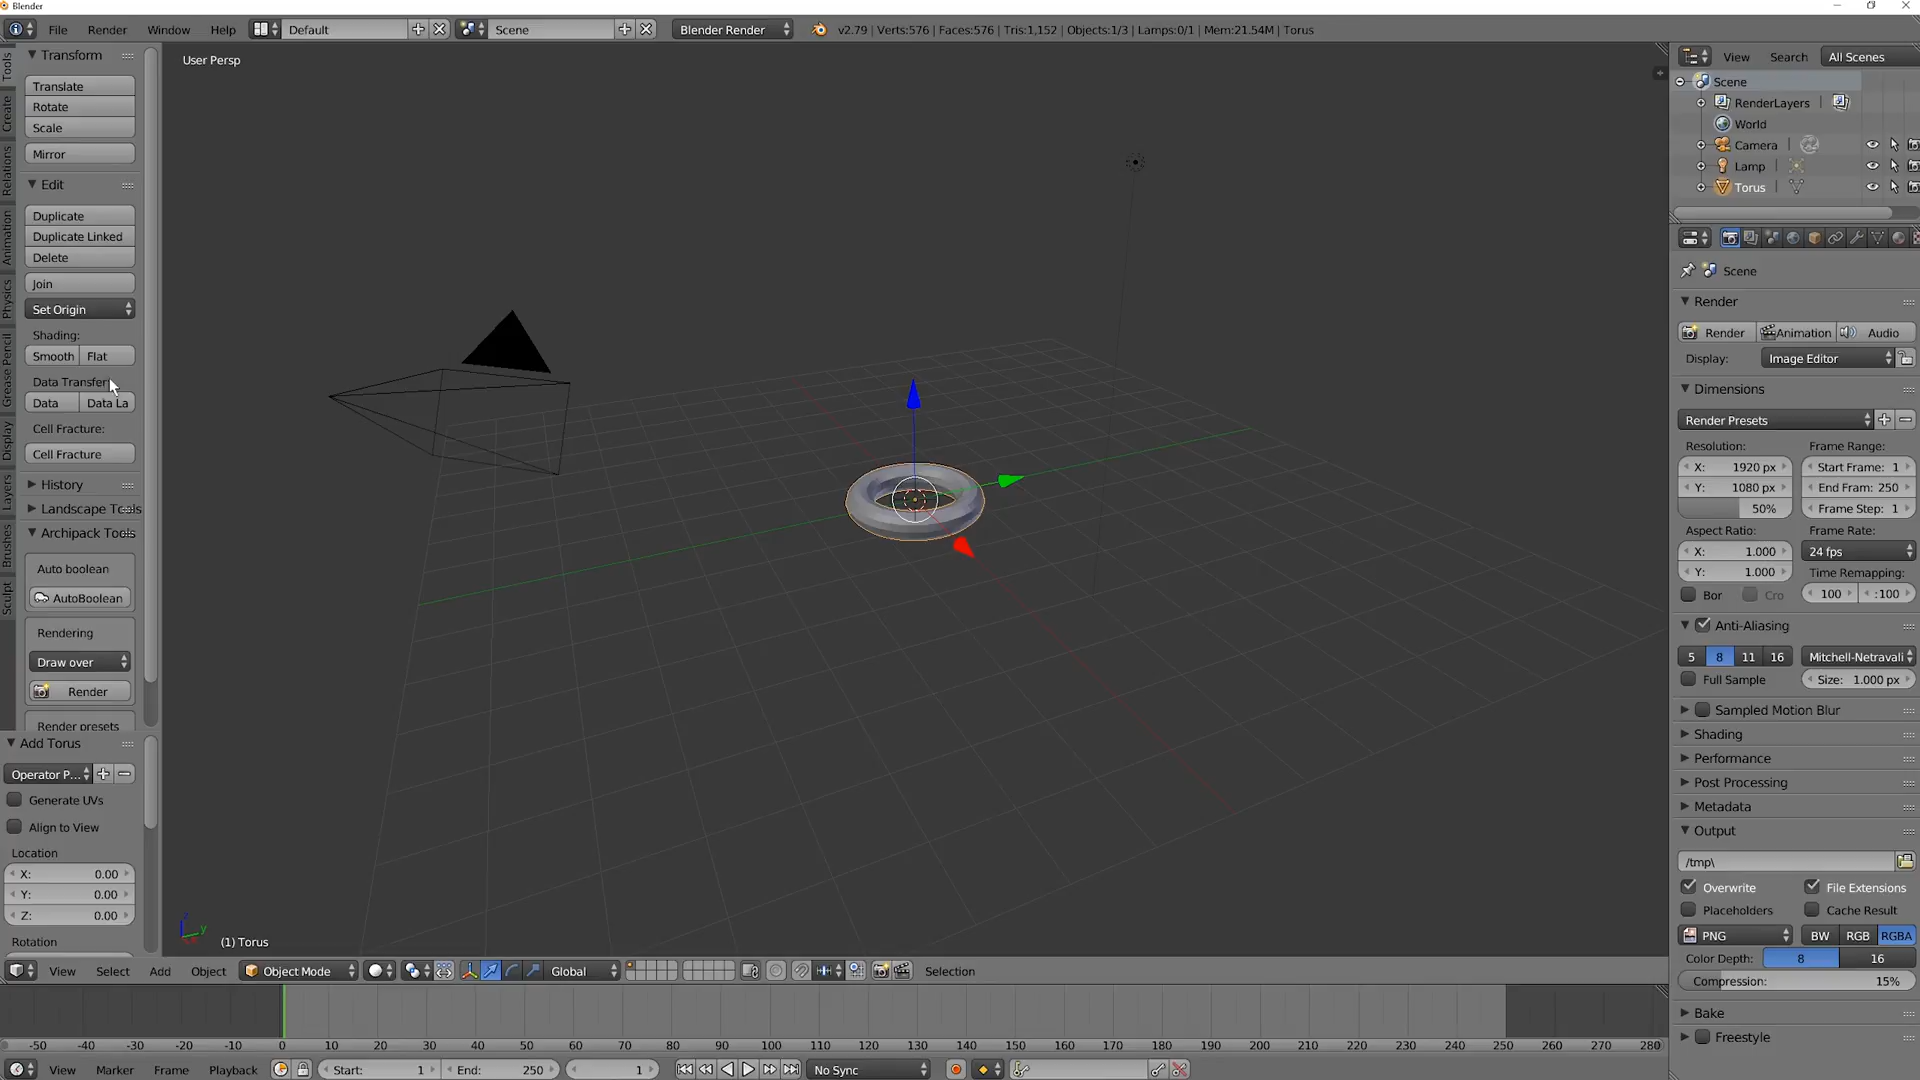 Blender
File Render Window Help Default Scene Blender Render v2.79 | Verts:576 | Faces:576 | Tris:1,152 | Objects:1/3 | Lamps:0/1 | Mem:21.54M | Torus
Tools
Create
Relations
Animation
Physics
Grease Pencil
Display
Layers
Brushes
Sculpt
Transform
Translate
Rotate
Scale
Mirror
Edit
Duplicate
Duplicate Linked
Delete
Join
Set Origin
Shading:
Smooth Flat
Data Transfer
Data Data La
Cell Fracture:
Cell Fracture
History
Landscape Tools
Archipack Tools
Auto boolean
AutoBoolean
Rendering
Draw over
Render
Render presets
Add Torus
Operator P...
Generate UVs
Align to View
Location
X: 0.00
Y: 0.00
Z: 0.00
Rotation
User Persp
z
y
(1) Torus
View Search All Scenes
Scene
RenderLayers
World
Camera
Lamp
Torus
Scene
Render
Render Animation Audio
Display: Image Editor
Dimensions
Render Presets
Resolution: Frame Range:
X: 1920 px Start Frame: 1
Y: 1080 px End Fram: 250
50% Frame Step: 1
Aspect Ratio: Frame Rate:
X: 1.000 24 fps
Y: 1.000 Time Remapping:
Bor Cro 100 :100
Anti-Aliasing
5 8 11 16 Mitchell-Netravali
Full Sample Size: 1.000 px
Sampled Motion Blur
Shading
Performance
Post Processing
Metadata
Output
/tmp\
Overwrite File Extensions
Placeholders Cache Result
PNG BW RGB RGBA
Color Depth: 8 16
Compression: 15%
Bake
Freestyle
View Select Add Object Object Mode Global Selection
-50 -40 -30 -20 -10 0 10 20 30 40 50 60 70 80 90 100 110 120 130 140 150 160 170 180 190 200 210 220 230 240 250 260 270 280
View Marker Frame Playback Start: 1 End: 250 1 No Sync